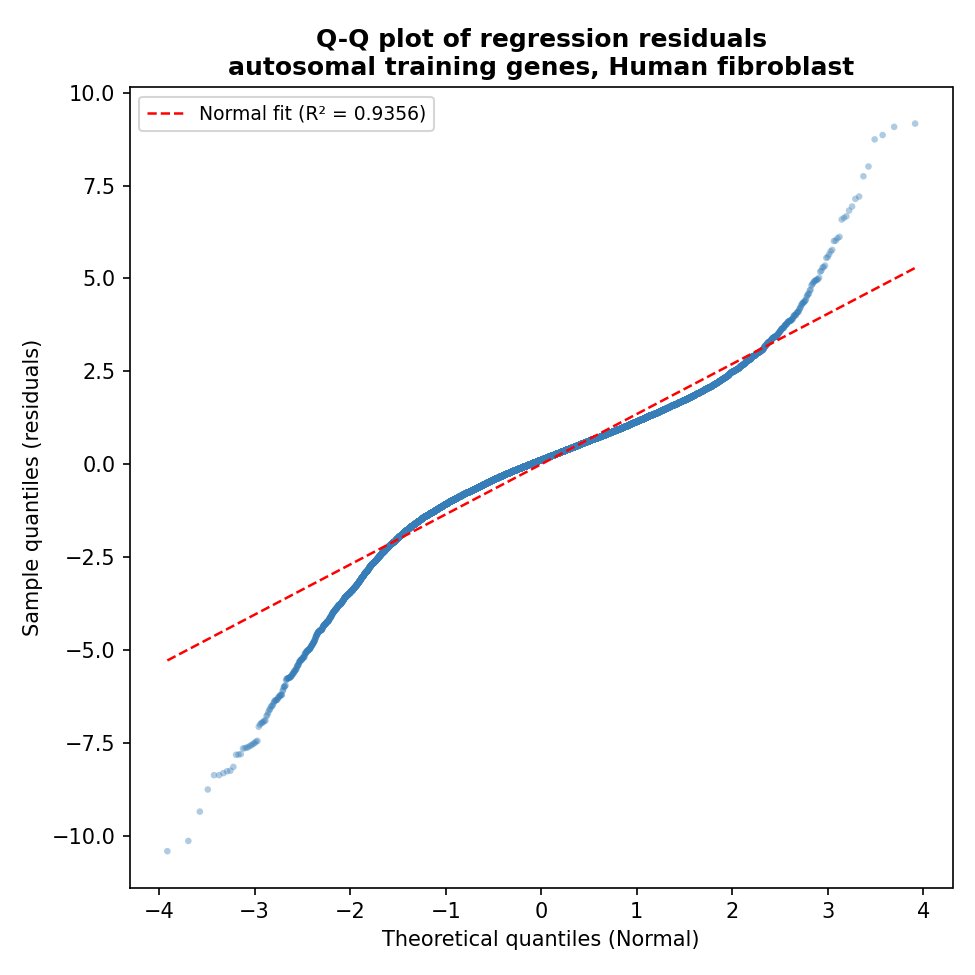 Q-Q plot of regression residuals
autosomal training genes, Human fibroblast
Normal fit (R² = 0.9356)
10.0
7.5
5.0
2.5
0.0
−2.5
−5.0
−7.5
−10.0
Sample quantiles (residuals)
−4 −3 −2 −1 0 1 2 3 4
Theoretical quantiles (Normal)